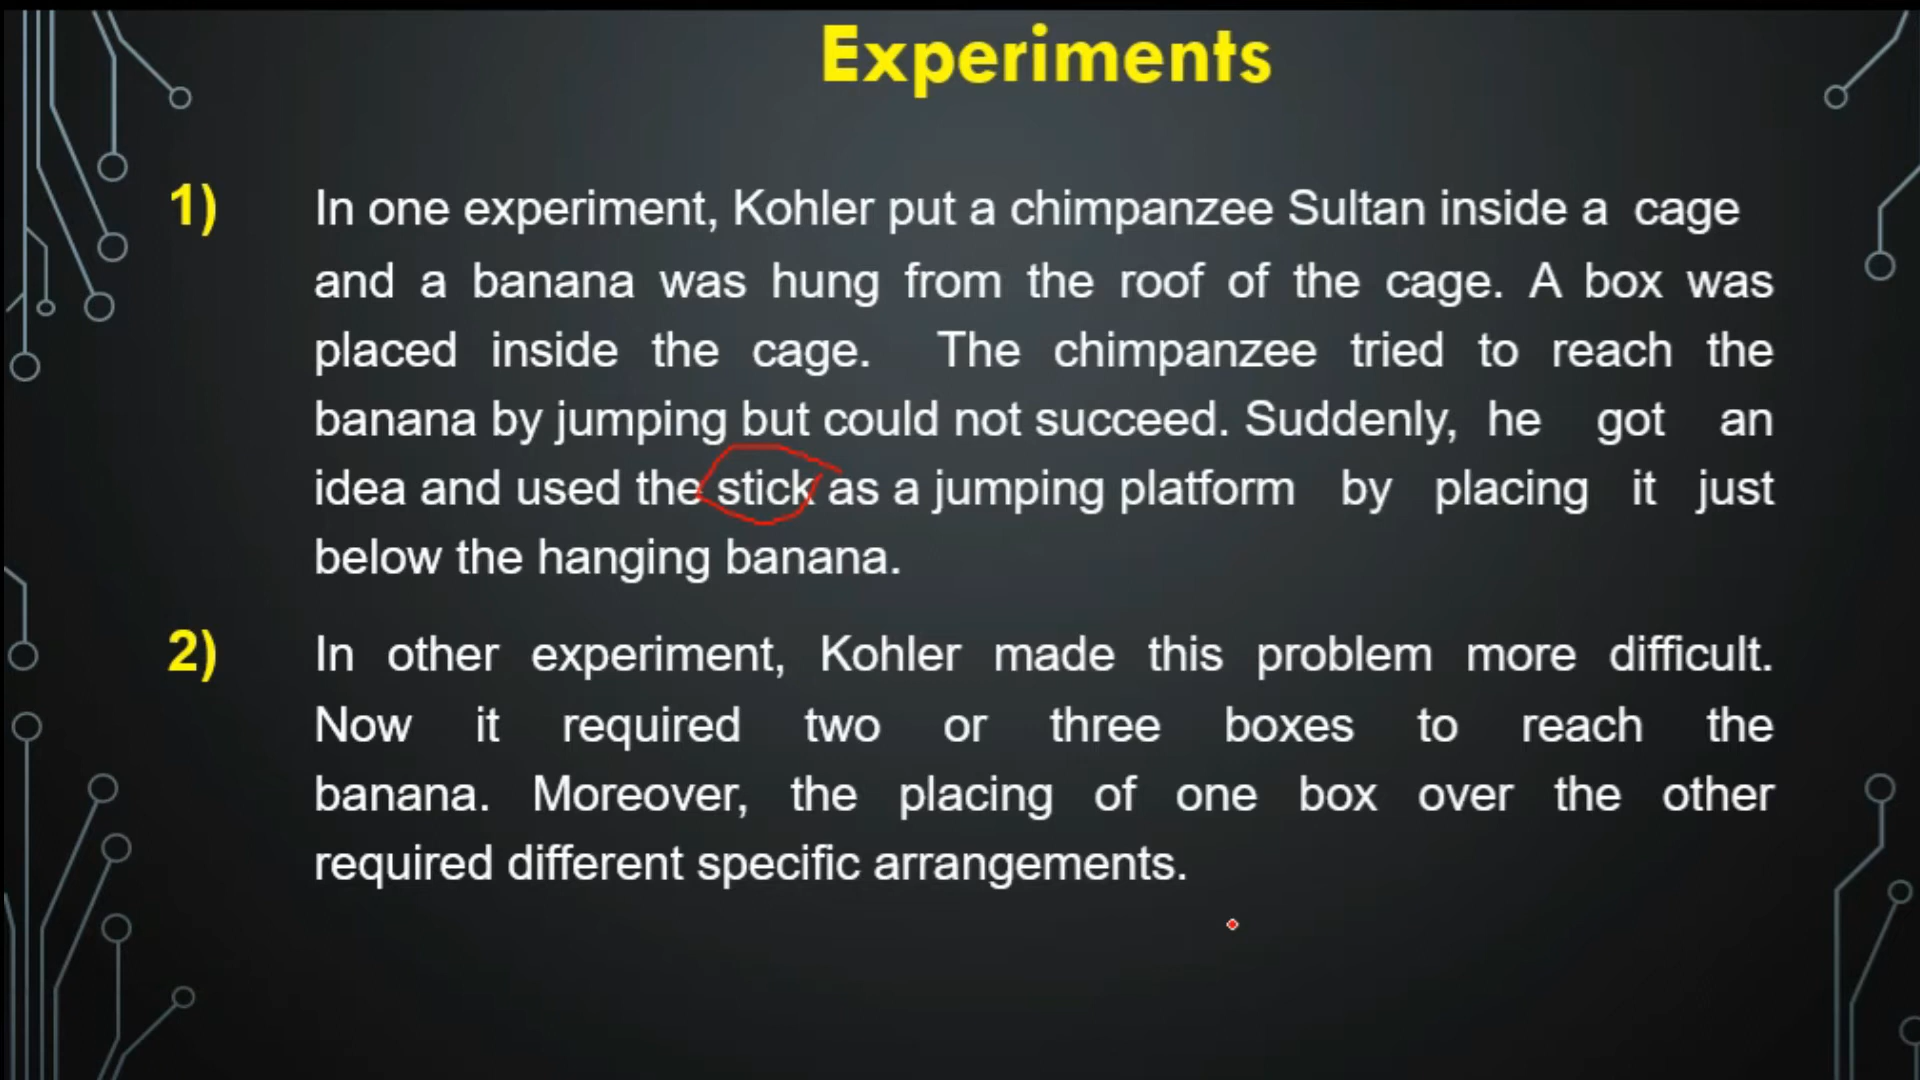 Experiments
1) In one experiment, Kohler put a chimpanzee Sultan inside a cage
and a banana was hung from the roof of the cage. A box was
placed inside the cage. The chimpanzee tried to reach the
banana by jumping but could not succeed. Suddenly, he got an
idea and used the stick as a jumping platform by placing it just
below the hanging banana.
2) In other experiment, Kohler made this problem more difficult.
Now it required two or three boxes to reach the
banana. Moreover, the placing of one box over the other
required different specific arrangements.